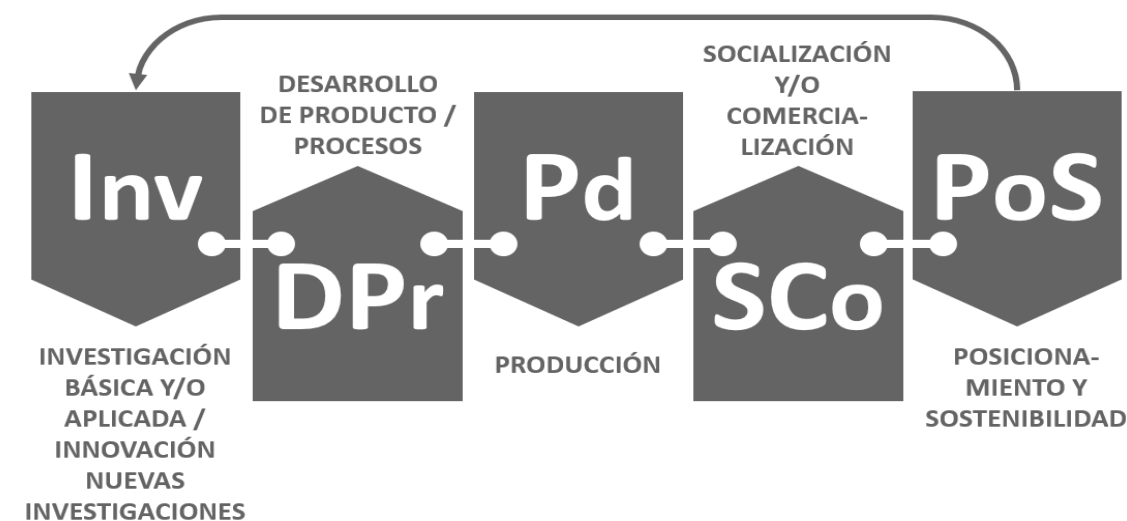 Inv
INVESTIGACIÓN
BÁSICA Y/O
APLICADA /
INNOVACIÓN
NUEVAS
INVESTIGACIONES
DESARROLLO
DE PRODUCTO /
PROCESOS
DPr
Pd
PRODUCCIÓN
SOCIALIZACIÓN
Y/O
COMERCIA-
LIZACIÓN
SCo
PoS
POSICIONA-
MIENTO Y
SOSTENIBILIDAD